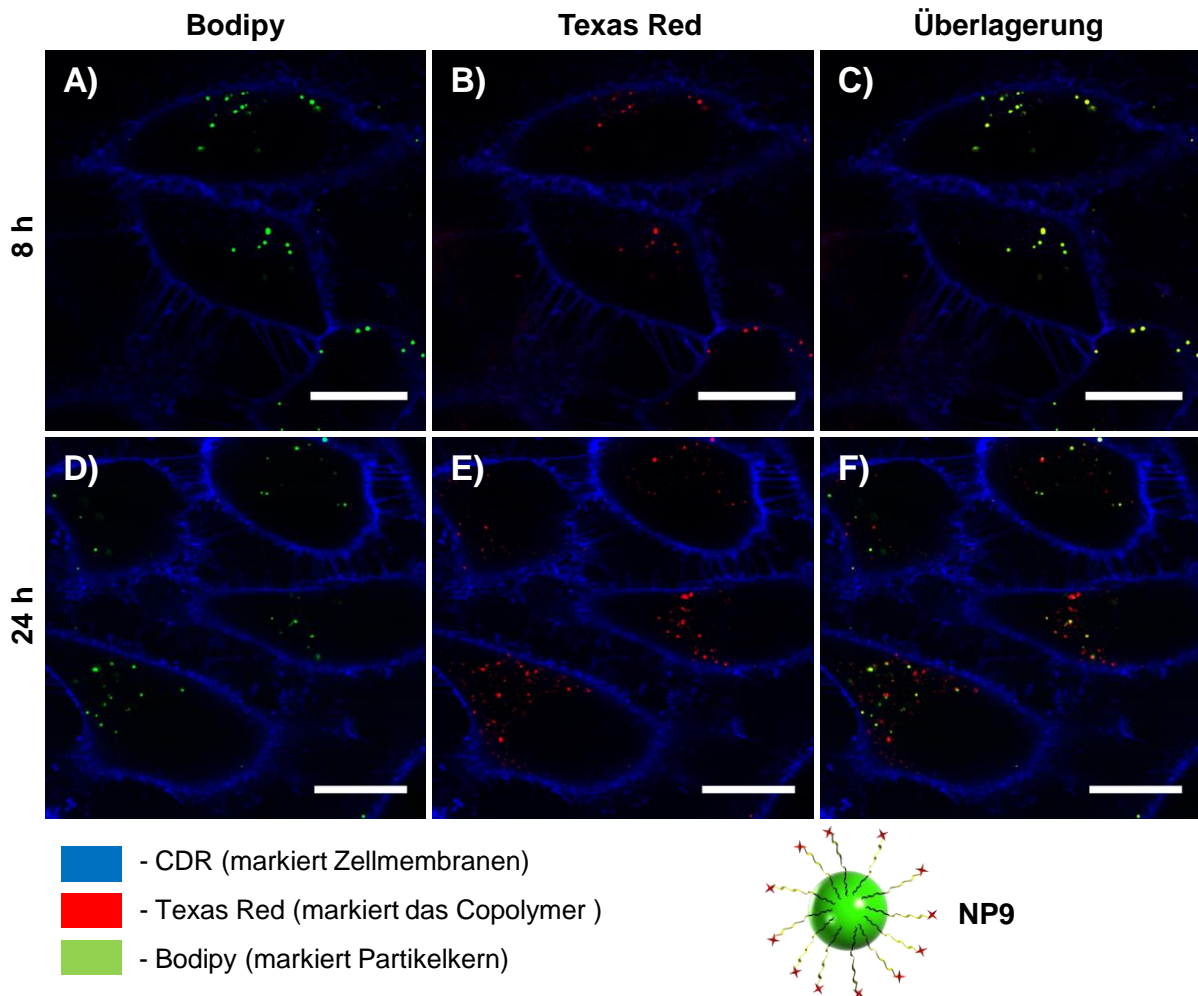 Bodipy Texas Red Überlagerung
8 h
A) B) C)
24 h
D) E) F)
- CDR (markiert Zellmembranen)
- Texas Red (markiert das Copolymer )
- Bodipy (markiert Partikelkern)
NP9